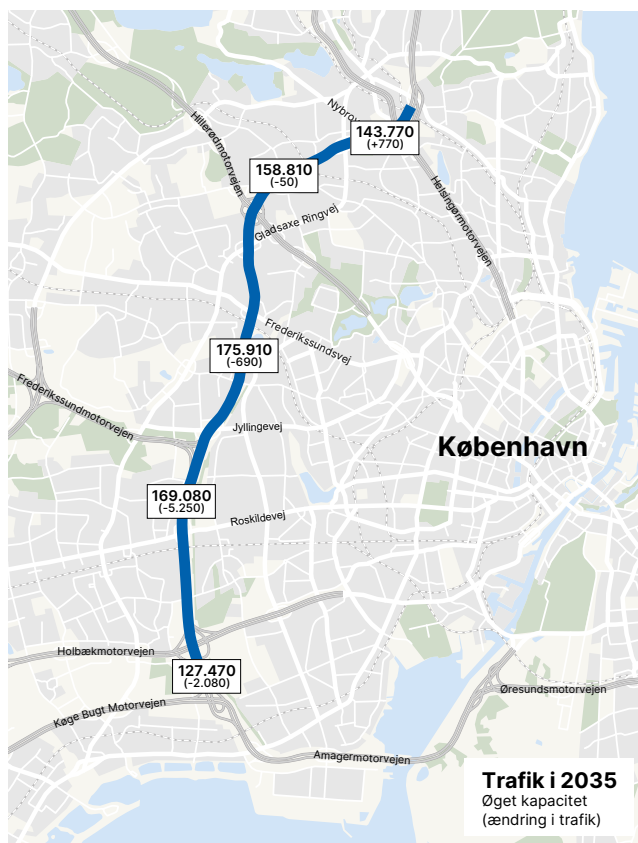 Nybrovej
143.770
(+770)
Hillerødmotorvejen
158.810
(-50)
Helsingørmotorvejen
Gladsaxe Ringvej
Frederikssundsvej
175.910
(-690)
Frederikssundmotorvejen
Jyllingevej
København
169.080
(-5.250)
Roskildevej
Holbækmotorvejen
127.470
(-2.080)
Øresundsmotorvejen
Køge Bugt Motorvejen
Amagermotorvejen
Trafik i 2035
Øget kapacitet
(ændring i trafik)